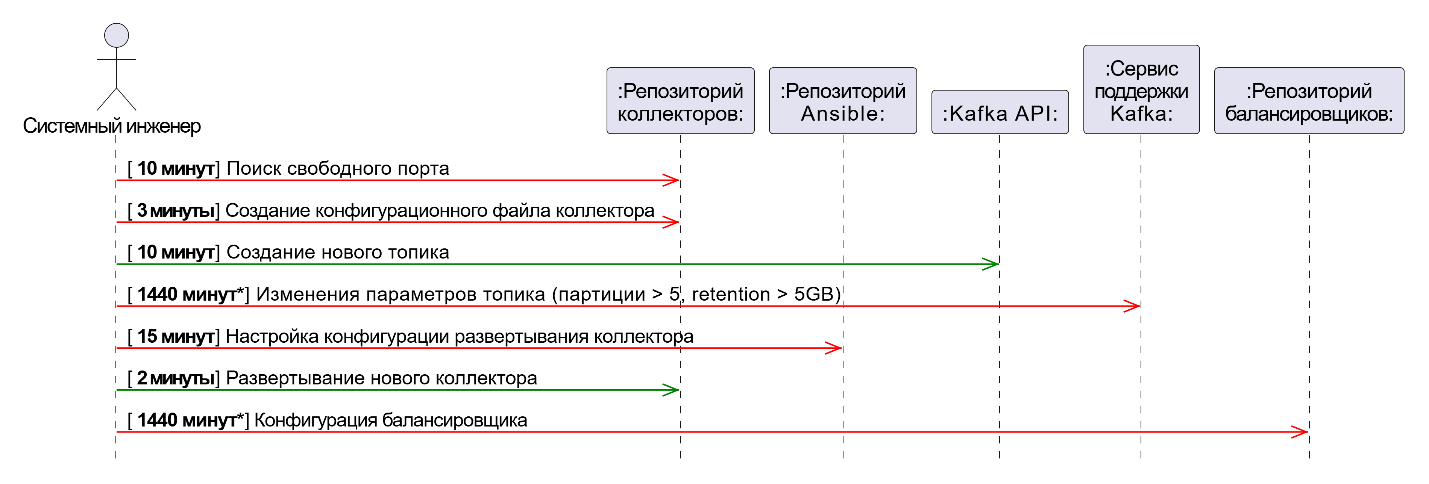 :Сервис
поддержки
Kafka:
:Репозиторий
коллекторов:
:Репозиторий
Ansible:
:Kafka API:
:Репозиторий
балансировщиков:
Системный инженер
[ 10 минут] Поиск свободного порта
[ 3 минуты] Создание конфигурационного файла коллектора
[ 10 минут] Создание нового топика
[ 1440 минут*] Изменения параметров топика (партиции > 5, retention > 5GB)
[ 15 минут] Настройка конфигурации развертывания коллектора
[ 2 минуты] Развертывание нового коллектора
[ 1440 минут*] Конфигурация балансировщика